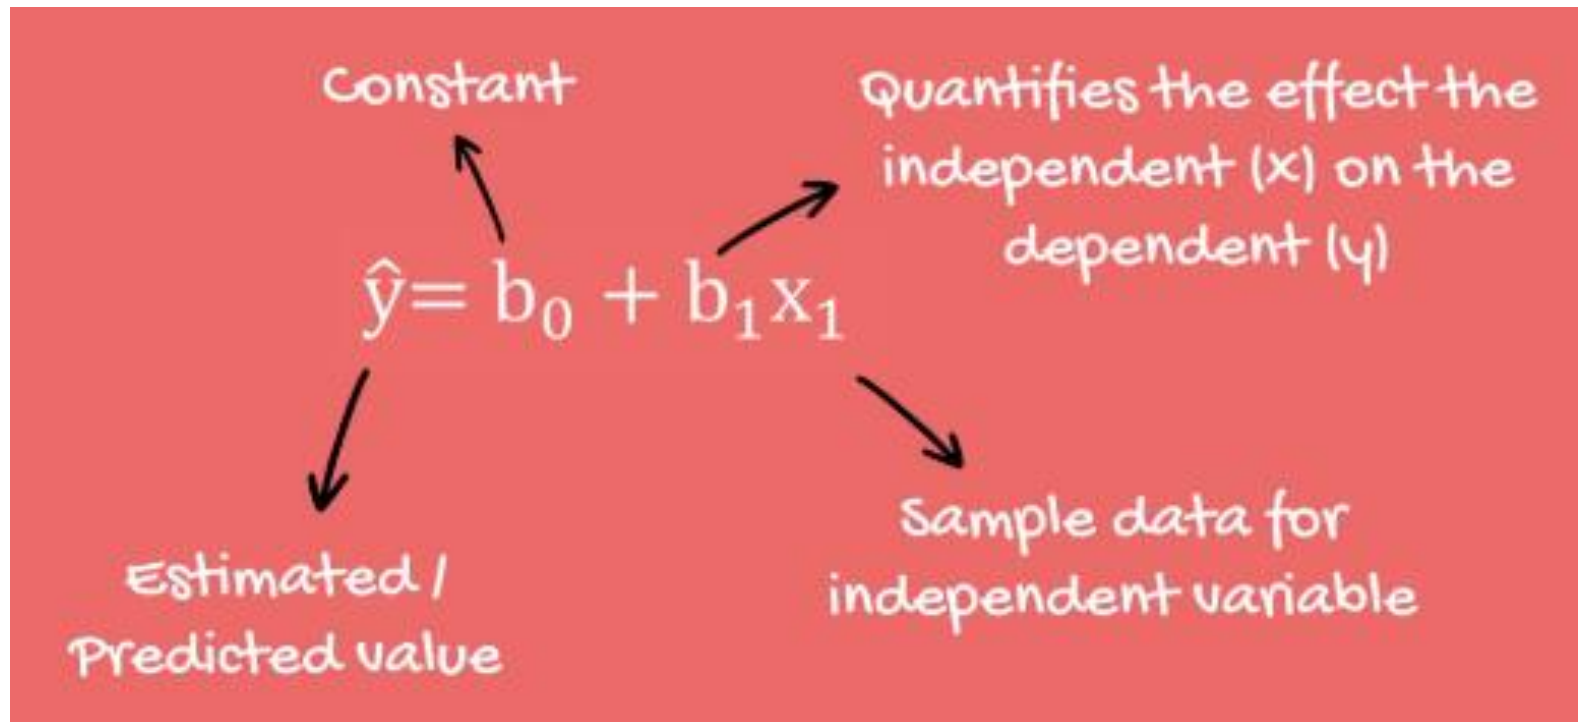 Constant
Quantifies the effect the
independent (x) on the
dependent (y)
ŷ= b₀ + b₁x₁
Estimated /
Predicted value
Sample data for
independent variable